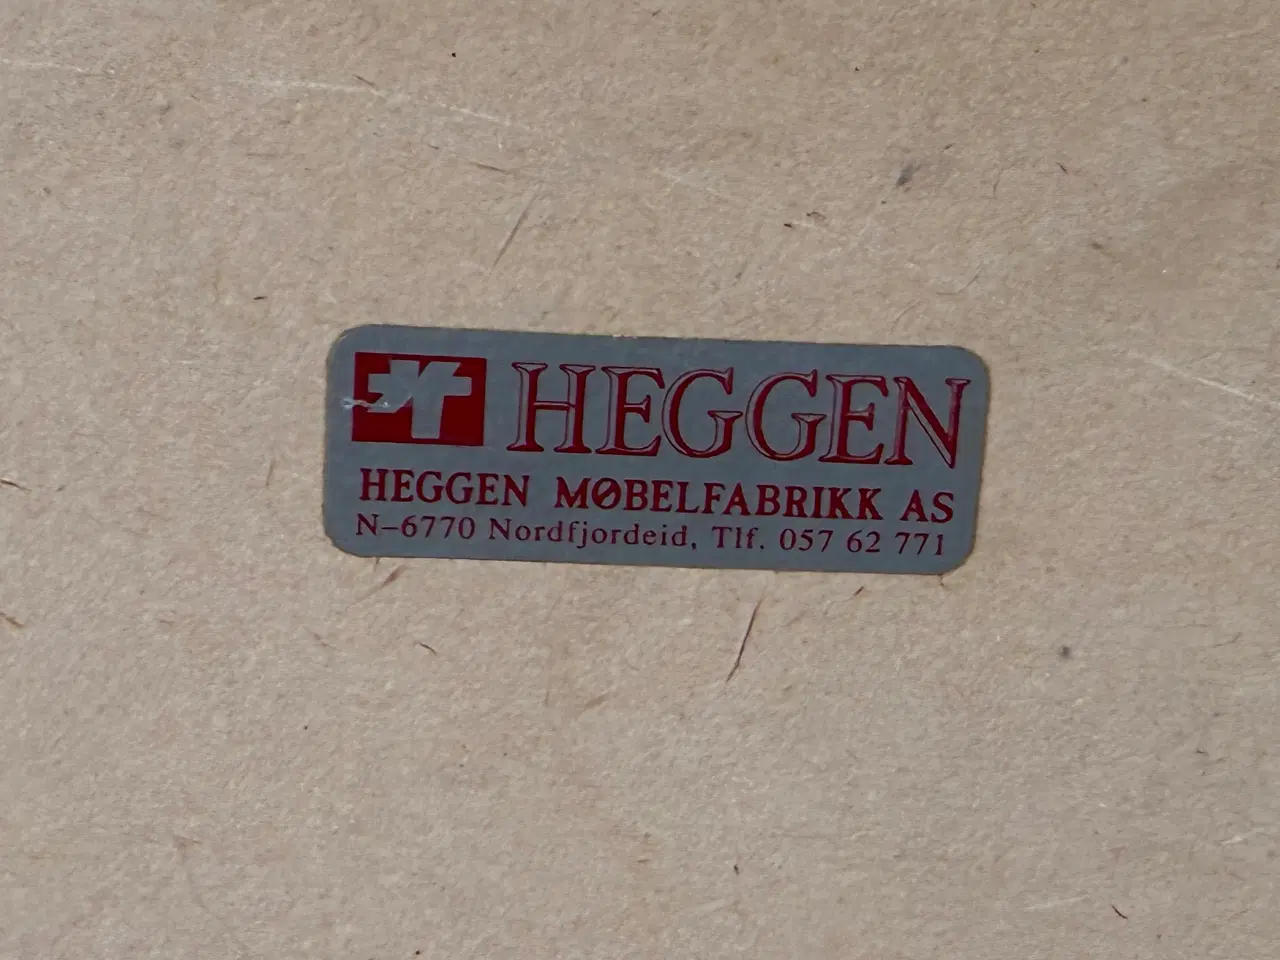 HEGGEN
HEGGEN MØBELFABRIKK AS
N–6770 Nordfjordeid, Tlf. 057 62 771